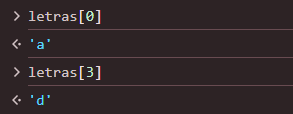 > letras[0]
<· 'a'
> letras[3]
<· 'd'